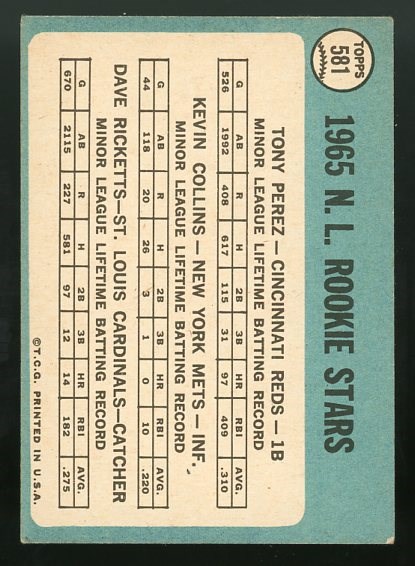 TOPPS
581
1965 N. L. ROOKIE STARS
TONY PEREZ—CINCINNATI REDS—1B
MINOR LEAGUE LIFETIME BATTING RECORD
G AB R H 2B 3B HR RBI AVG.
526 1992 408 617 115 31 97 409 .310
KEVIN COLLINS—NEW YORK METS—INF.
MINOR LEAGUE LIFETIME BATTING RECORD
G AB R H 2B 3B HR RBI AVG.
44 118 20 26 3 1 0 10 .220
DAVE RICKETTS—ST. LOUIS CARDINALS—CATCHER
MINOR LEAGUE LIFETIME BATTING RECORD
G AB R H 2B 3B HR RBI AVG.
670 2115 227 581 97 12 14 182 .275
©T.C.G. PRINTED IN U.S.A.